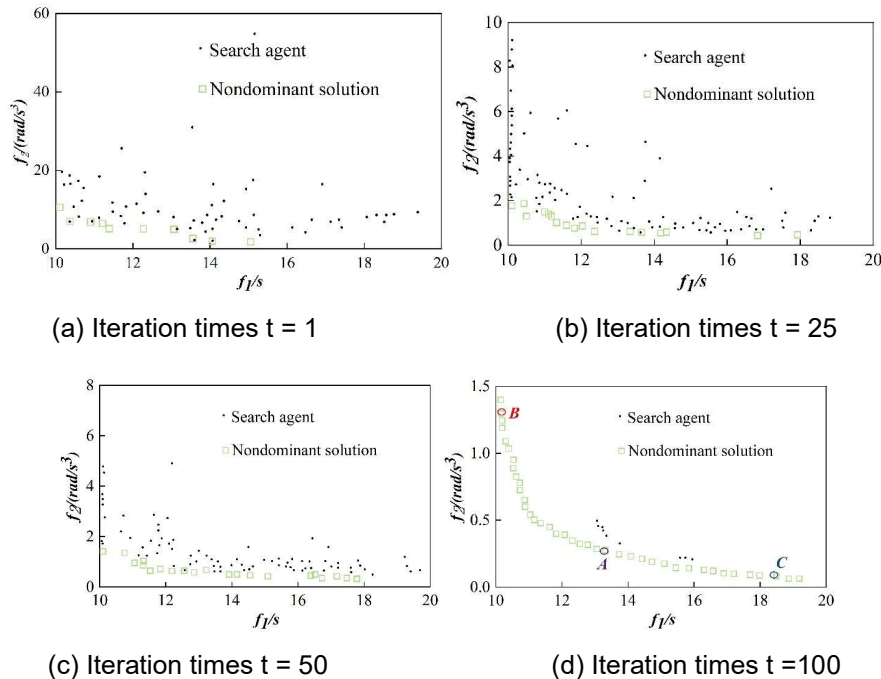 60
40
20
0
10 12 14 16 18 20
f2/(rad/s³)
f1/s
Search agent
Nondominant solution
(a) Iteration times t = 1
10
8
6
4
2
0
10 12 14 16 18 20
f2/(rad/s³)
f1/s
Search agent
Nondominant solution
(b) Iteration times t = 25
8
6
4
2
0
10 12 14 16 18 20
f2/(rad/s³)
f1/s
Search agent
Nondominant solution
(c) Iteration times t = 50
1.5
1.0
0.5
0.0
10 12 14 16 18 20
f2/(rad/s³)
f1/s
B
Search agent
Nondominant solution
A
C
(d) Iteration times t =100